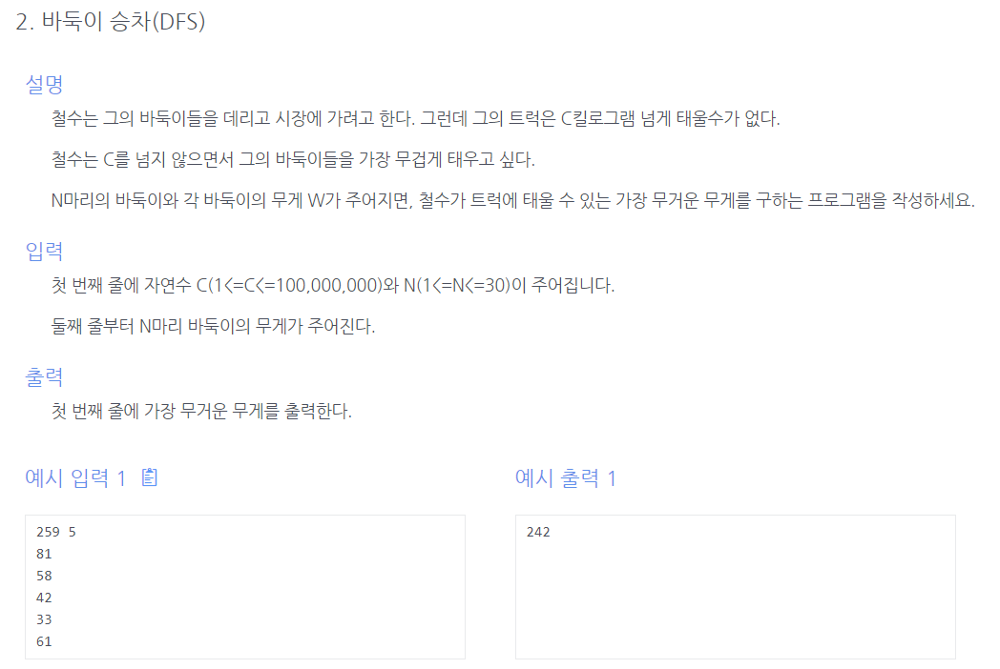 2. 바둑이 승차(DFS)
설명
철수는 그의 바둑이들을 데리고 시장에 가려고 한다. 그런데 그의 트럭은 C킬로그램 넘게 태울수가 없다.
철수는 C를 넘지 않으면서 그의 바둑이들을 가장 무겁게 태우고 싶다.
N마리의 바둑이와 각 바둑이의 무게 W가 주어지면, 철수가 트럭에 태울 수 있는 가장 무거운 무게를 구하는 프로그램을 작성하세요.
입력
첫 번째 줄에 자연수 C(1<=C<=100,000,000)와 N(1<=N<=30)이 주어집니다.
둘째 줄부터 N마리 바둑이의 무게가 주어진다.
출력
첫 번째 줄에 가장 무거운 무게를 출력한다.
예시 입력 1
259 5
81
58
42
33
61
예시 출력 1
242